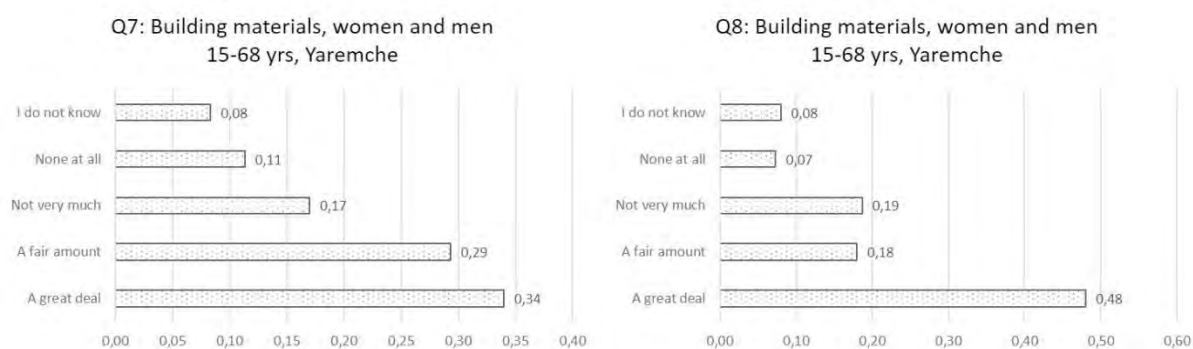 Q7: Building materials, women and men
15-68 yrs, Yaremche
I do not know
0,08
None at all
0,11
Not very much
0,17
A fair amount
0,29
A great deal
0,34
0,00 0,05 0,10 0,15 0,20 0,25 0,30 0,35 0,40
Q8: Building materials, women and men
15-68 yrs, Yaremche
I do not know
0,08
None at all
0,07
Not very much
0,19
A fair amount
0,18
A great deal
0,48
0,00 0,10 0,20 0,30 0,40 0,50 0,60